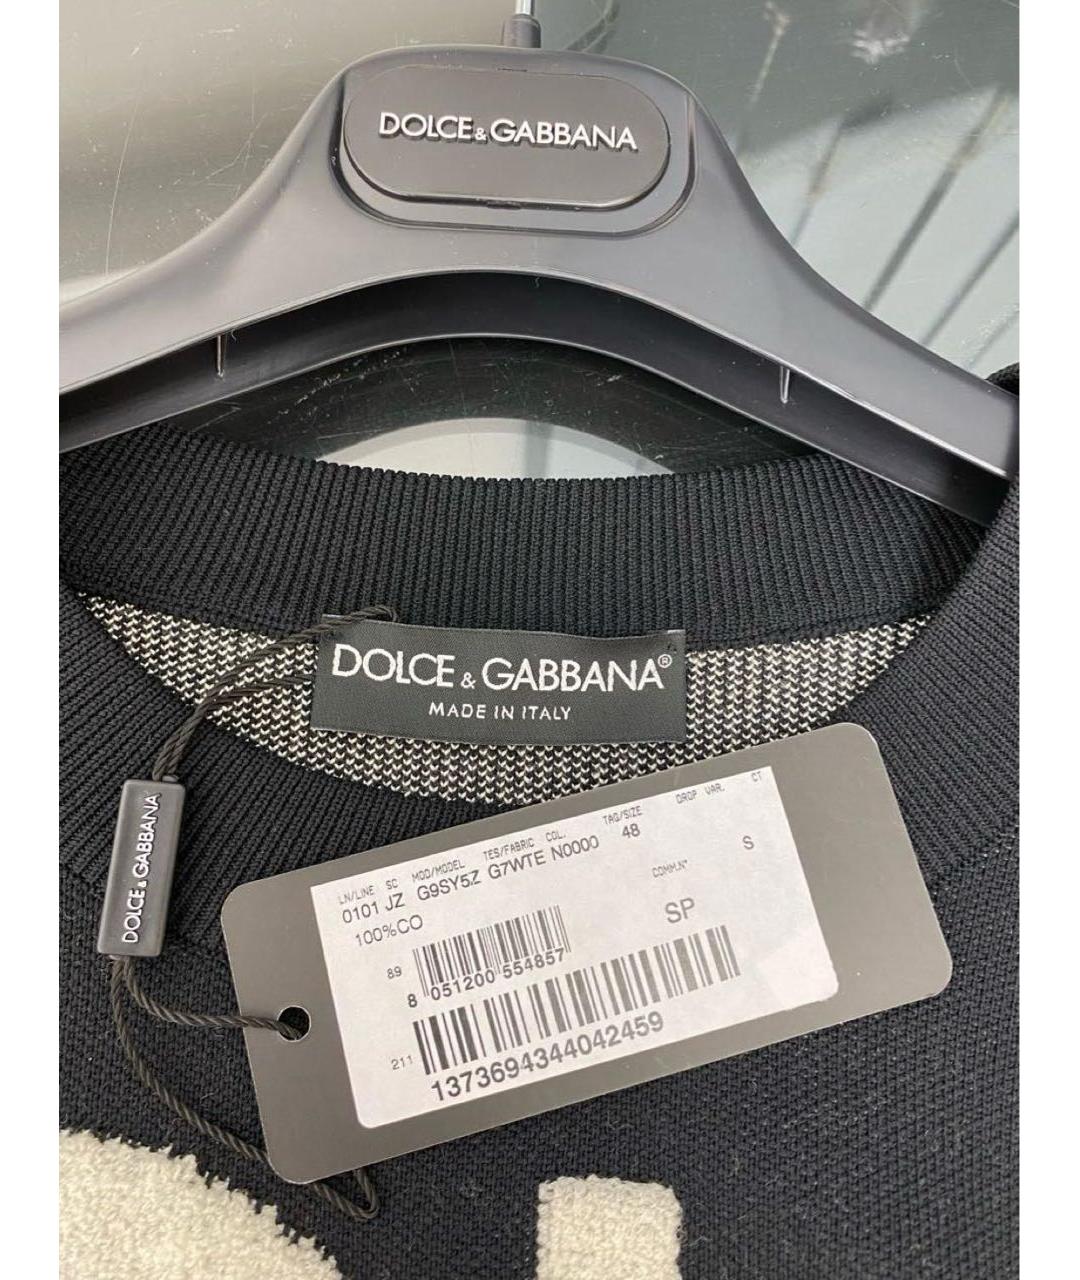 DOLCE&GABBANA
DOLCE & GABBANA®
MADE IN ITALY
DOLCE & GABBANA
LN/LINE SC MOD/MODEL TES/FABRIC COL. TAG/SIZE DROP VAR. CT
0101 JZ G9SY5Z G7WTE N0000 48 S
100%CO COMM.N°
SP
89
8 051200 554857
211
1373694344042459